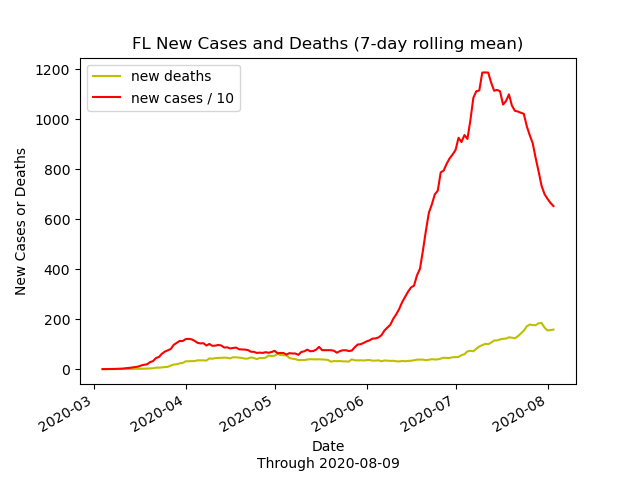 FL New Cases and Deaths (7-day rolling mean)
new deaths
new cases / 10
1200
1000
800
600
400
200
0
New Cases or Deaths
2020-03
2020-04
2020-05
2020-06
2020-07
2020-08
Date
Through 2020-08-09